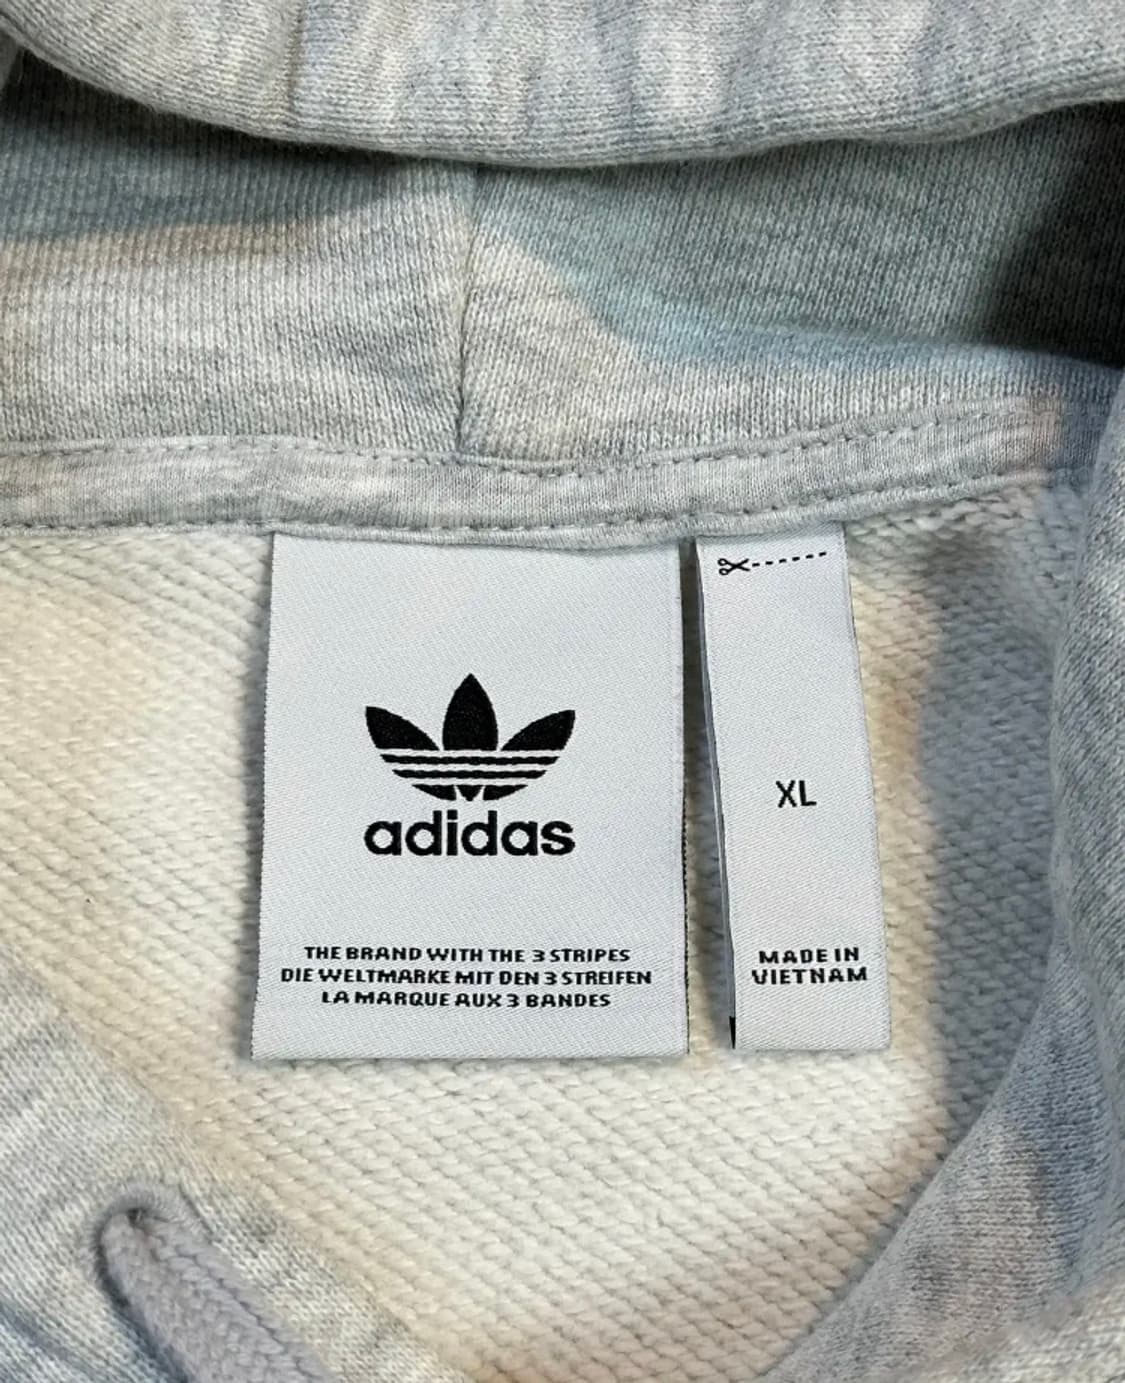 adidas
THE BRAND WITH THE 3 STRIPES
DIE WELTMARKE MIT DEN 3 STREIFEN
LA MARQUE AUX 3 BANDES
XL
MADE IN
VIETNAM